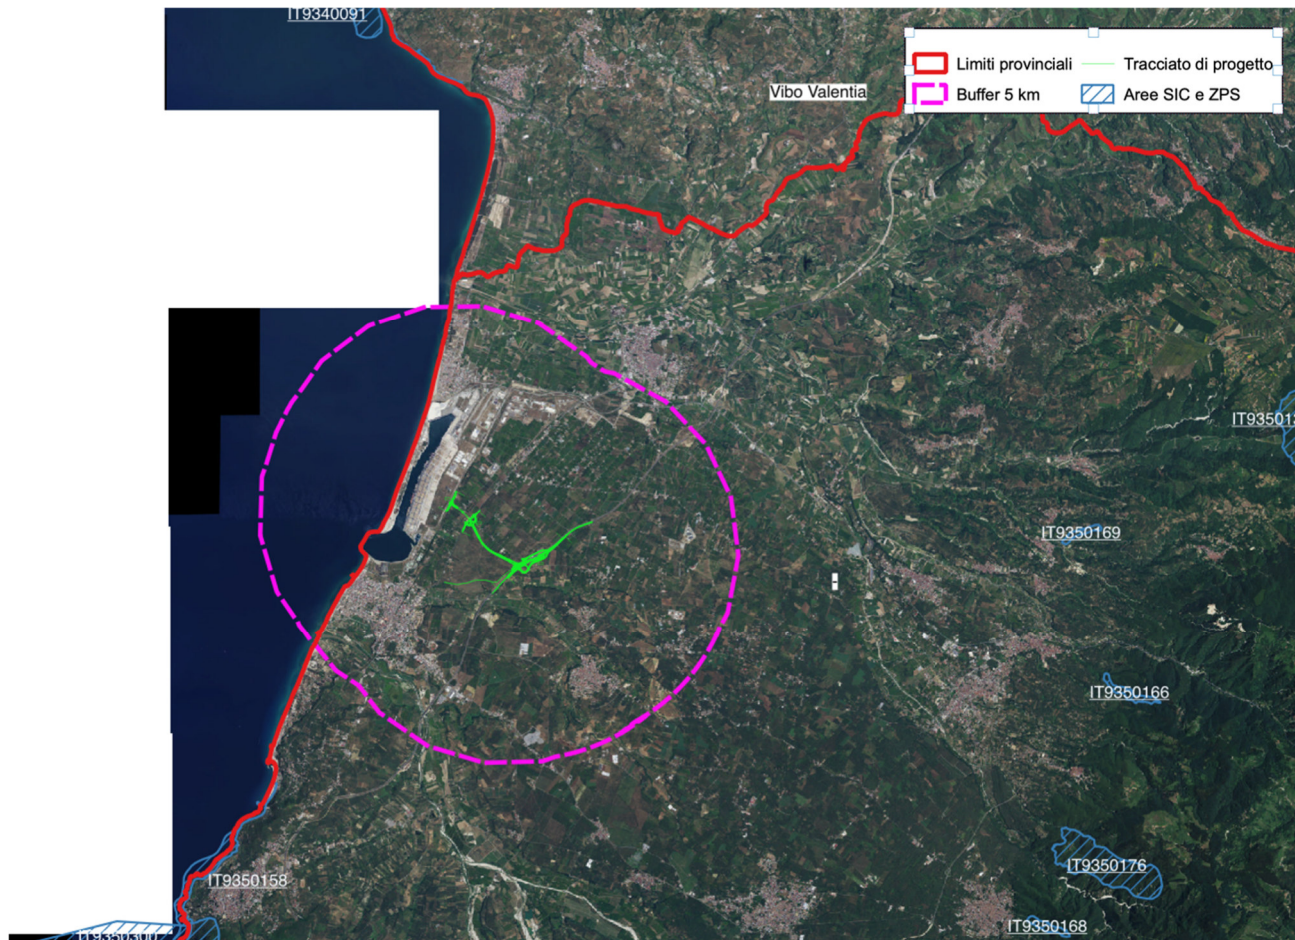 IT9340091
Limiti provinciali
Tracciato di progetto
Buffer 5 km
Aree SIC e ZPS
Vibo Valentia
IT9350169
IT9350166
IT9350176
IT9350158
IT9350168
IT9350300